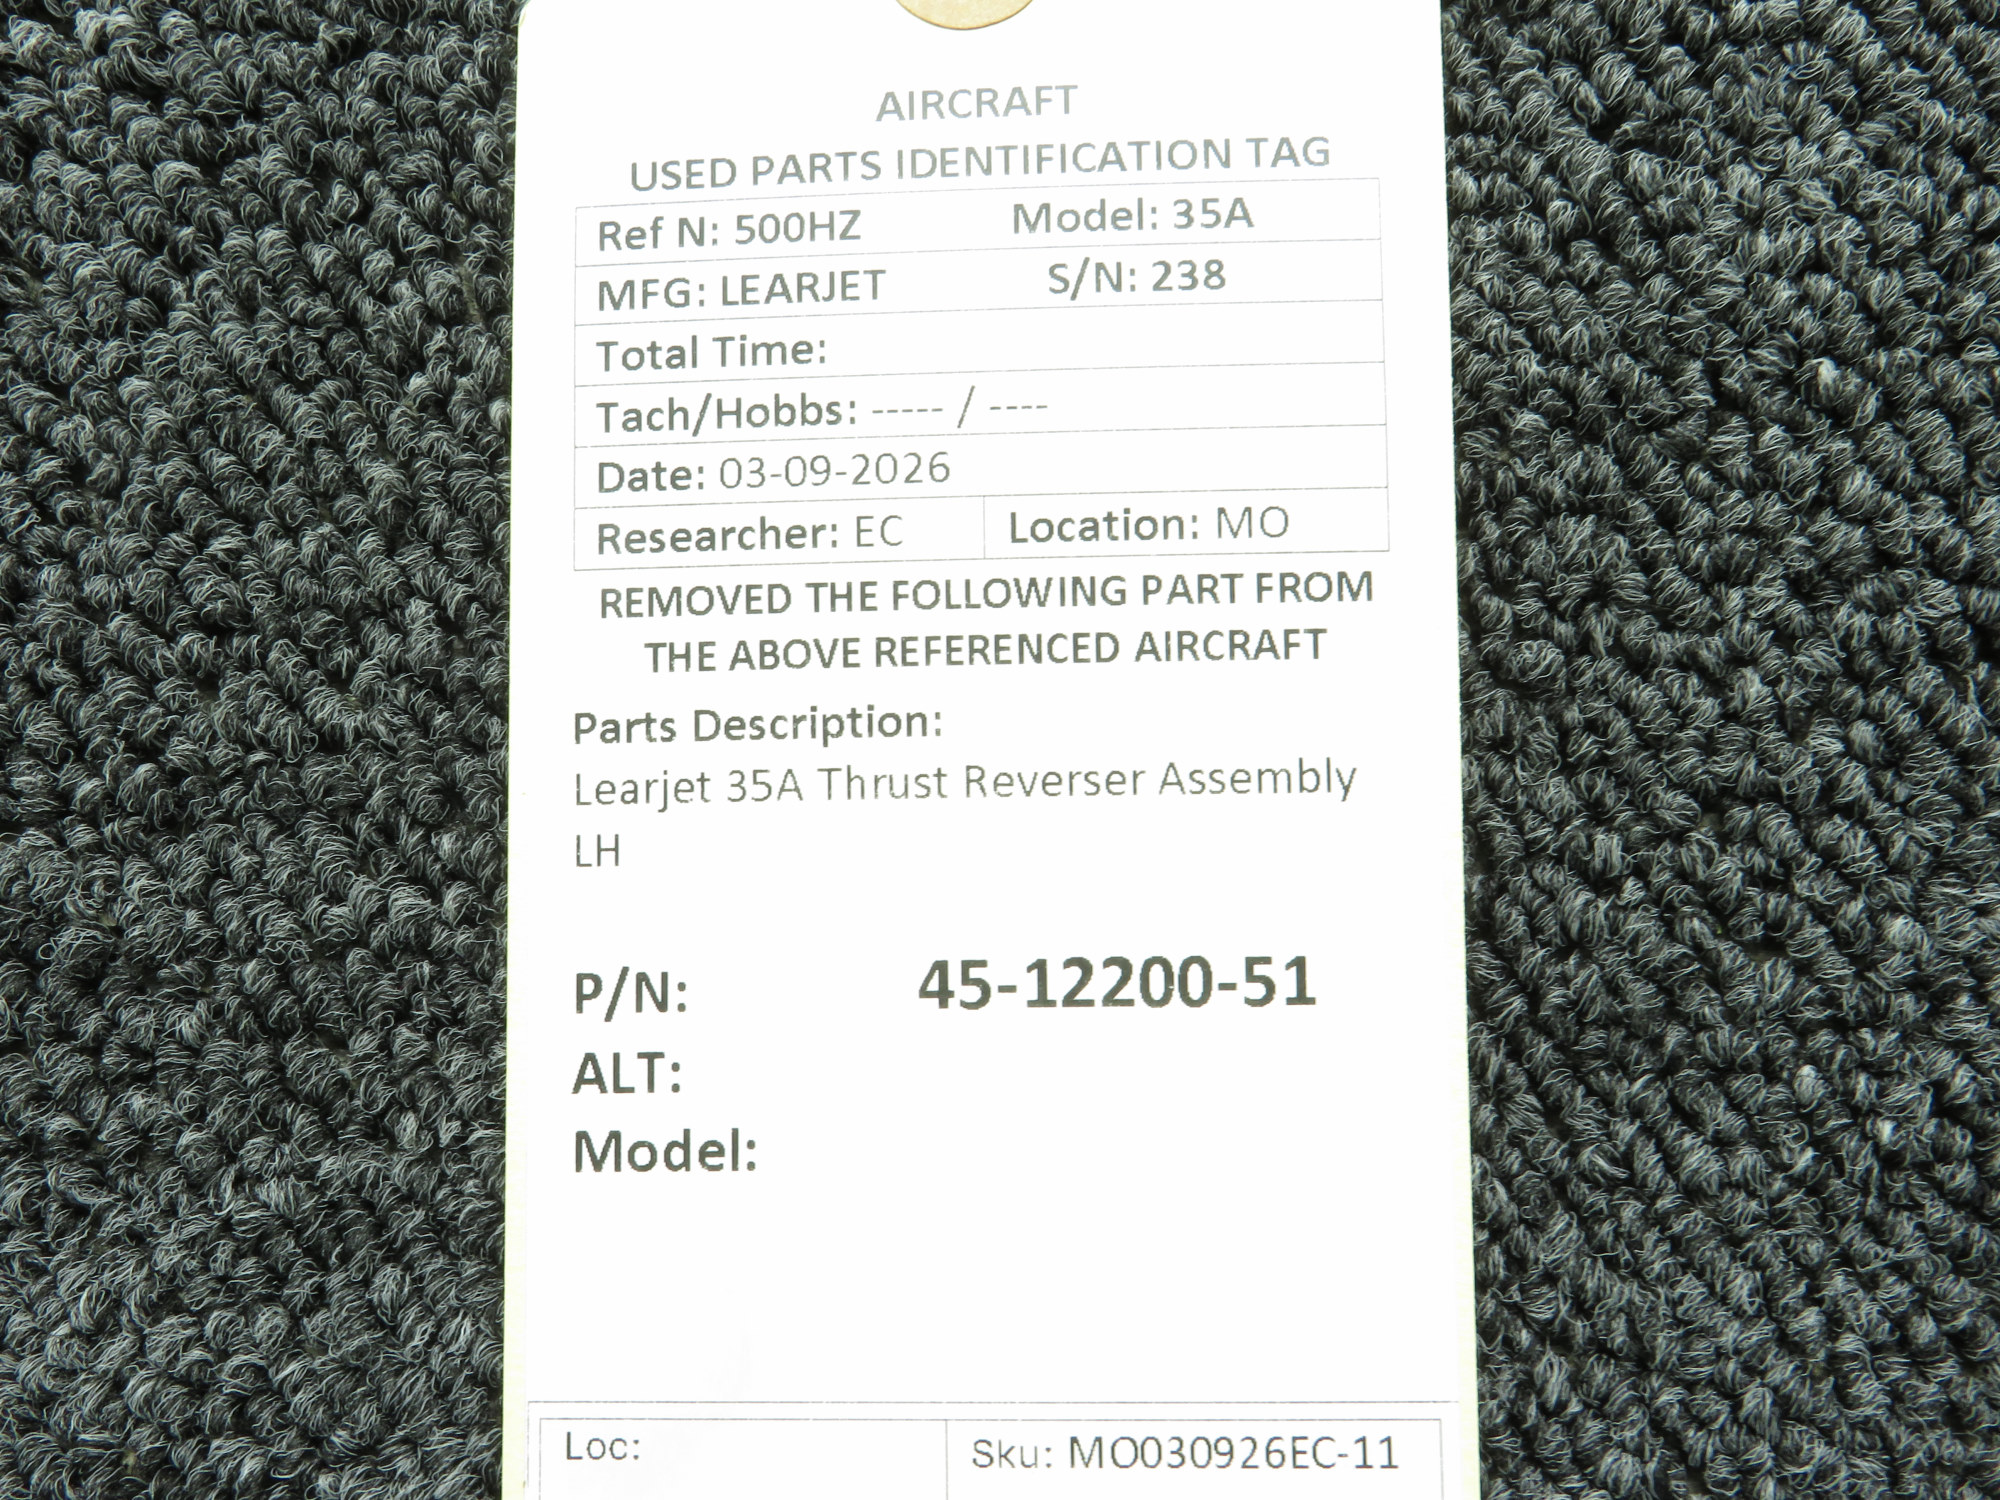 AIRCRAFT
USED PARTS IDENTIFICATION TAG
Ref N: 500HZ Model: 35A
MFG: LEARJET S/N: 238
Total Time:
Tach/Hobbs: ----- / ----
Date: 03-09-2026
Researcher: EC Location: MO
REMOVED THE FOLLOWING PART FROM
THE ABOVE REFERENCED AIRCRAFT
Parts Description:
Learjet 35A Thrust Reverser Assembly
LH
P/N: 45-12200-51
ALT:
Model:
Loc: Sku: MO030926EC-11